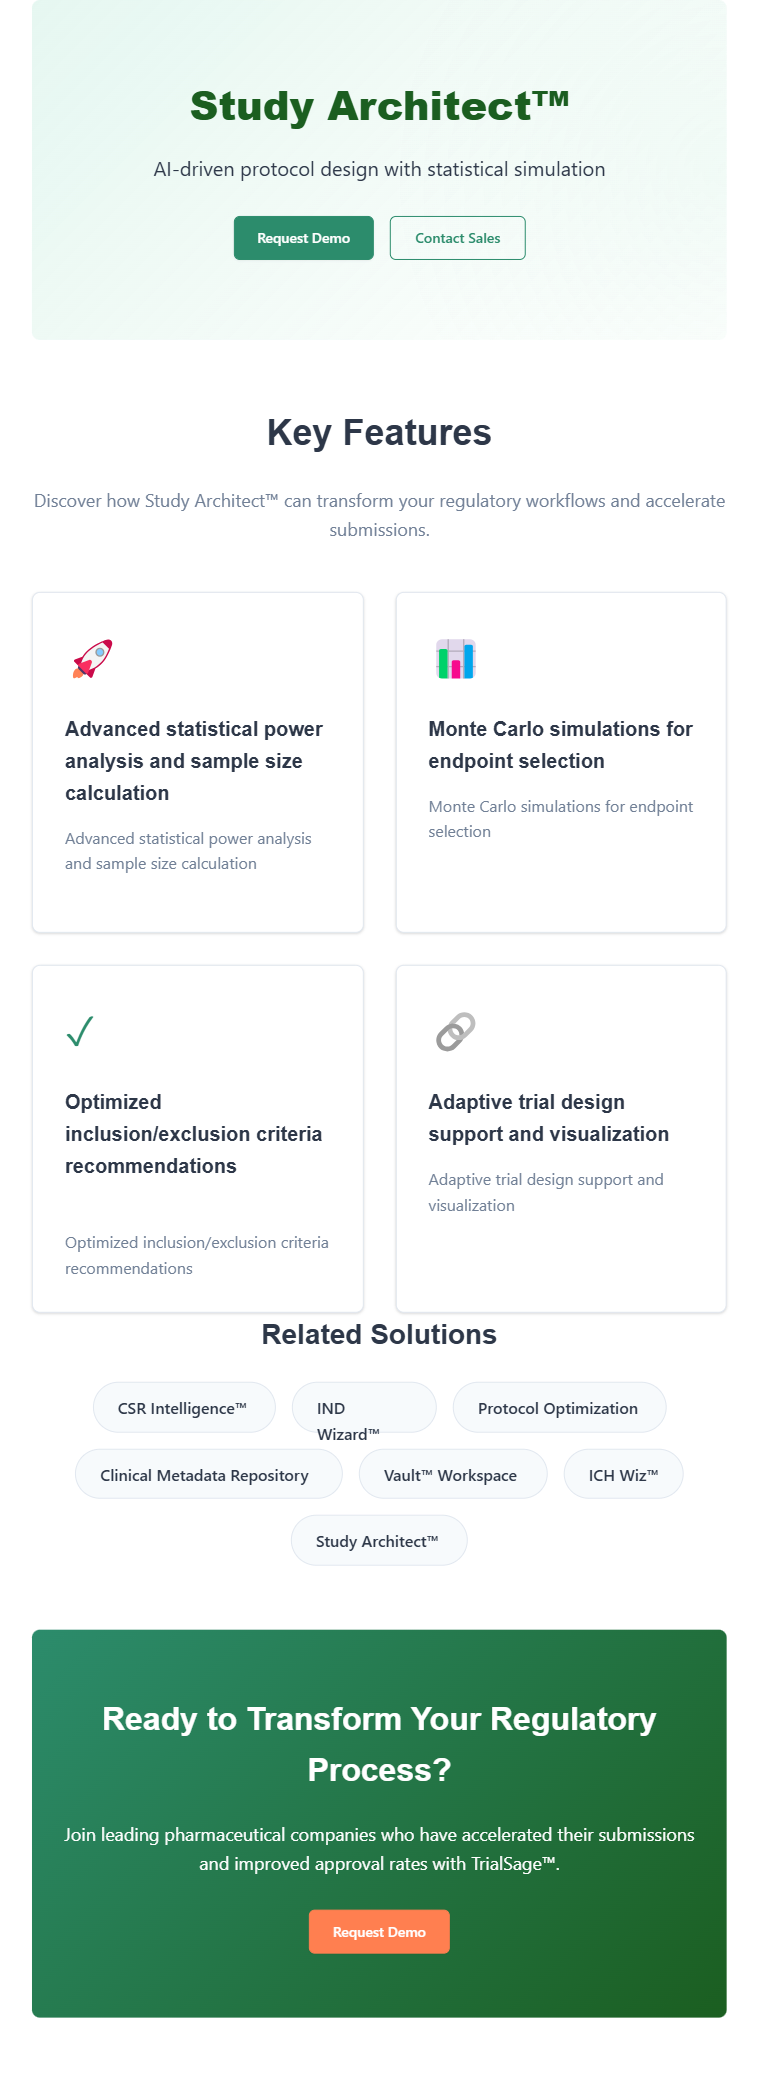 Study Architect™
AI-driven protocol design with statistical simulation
Request Demo
Contact Sales
Key Features
Discover how Study Architect™ can transform your regulatory workflows and accelerate
submissions.
Advanced statistical power
analysis and sample size
calculation
Advanced statistical power analysis
and sample size calculation
Monte Carlo simulations for
endpoint selection
Monte Carlo simulations for endpoint
selection
Optimized
inclusion/exclusion criteria
recommendations
Optimized inclusion/exclusion criteria
recommendations
Adaptive trial design
support and visualization
Adaptive trial design support and
visualization
Related Solutions
CSR Intelligence™
IND
Wizard™
Protocol Optimization
Clinical Metadata Repository
Vault™ Workspace
ICH Wiz™
Study Architect™
Ready to Transform Your Regulatory
Process?
Join leading pharmaceutical companies who have accelerated their submissions
and improved approval rates with TrialSage™.
Request Demo